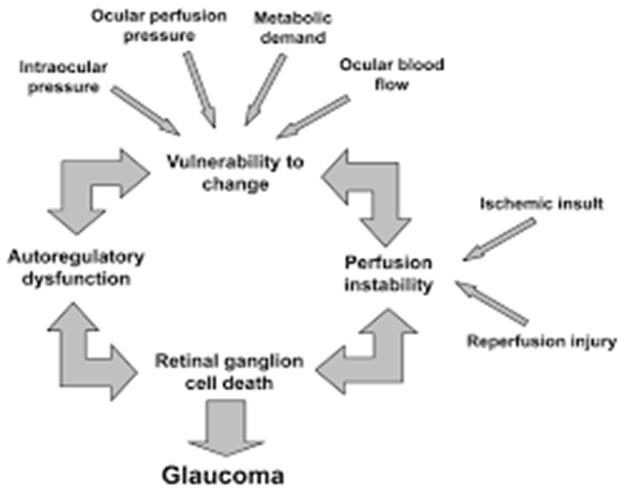 Ocular perfusion
pressure
Metabolic
demand
Intraocular
pressure
Ocular blood
flow
Vulnerability to
change
Ischemic insult
Autoregulatory
dysfunction
Perfusion
instability
Reperfusion injury
Retinal ganglion
cell death
Glaucoma